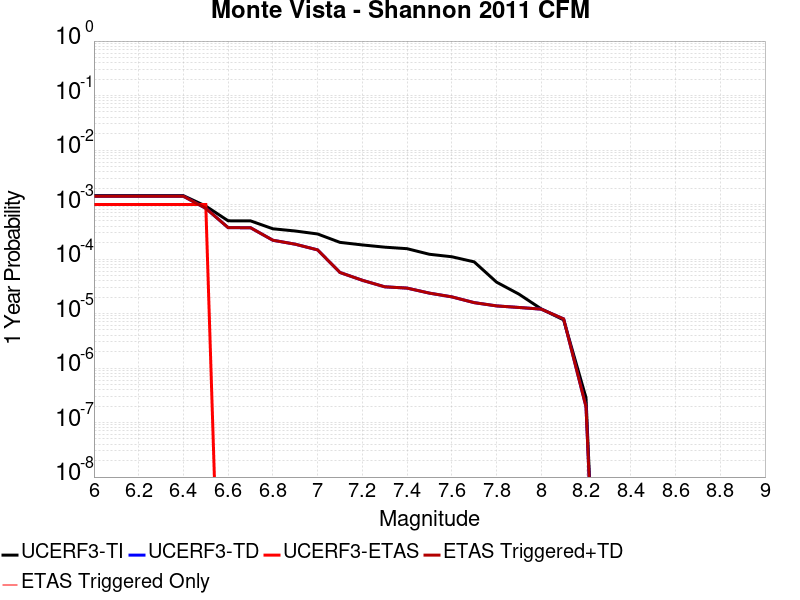 Monte Vista - Shannon 2011 CFM
10^0
10^-1
10^-2
10^-3
10^-4
10^-5
10^-6
10^-7
10^-8
1 Year Probability
6 6.2 6.4 6.6 6.8 7 7.2 7.4 7.6 7.8 8 8.2 8.4 8.6 8.8 9
Magnitude
UCERF3-TI UCERF3-TD UCERF3-ETAS ETAS Triggered+TD
ETAS Triggered Only